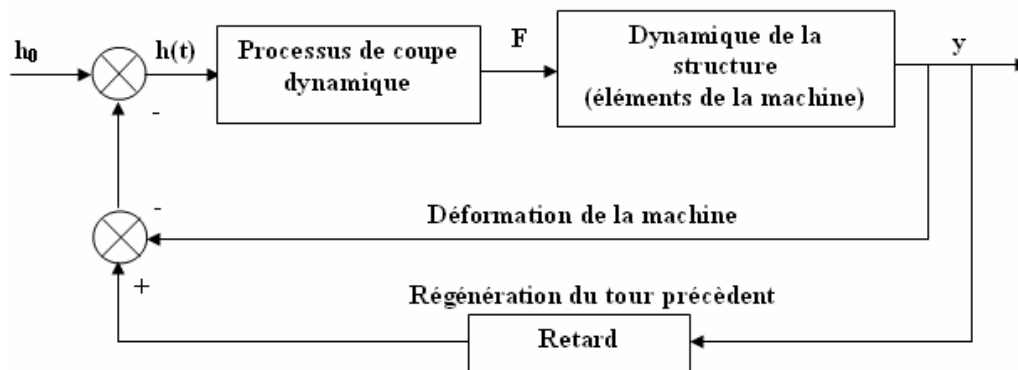 h₀
h(t)
Processus de coupe
dynamique
F
Dynamique de la
structure
(éléments de la machine)
y
-
-
Déformation de la machine
+
Régénération du tour précèdent
Retard